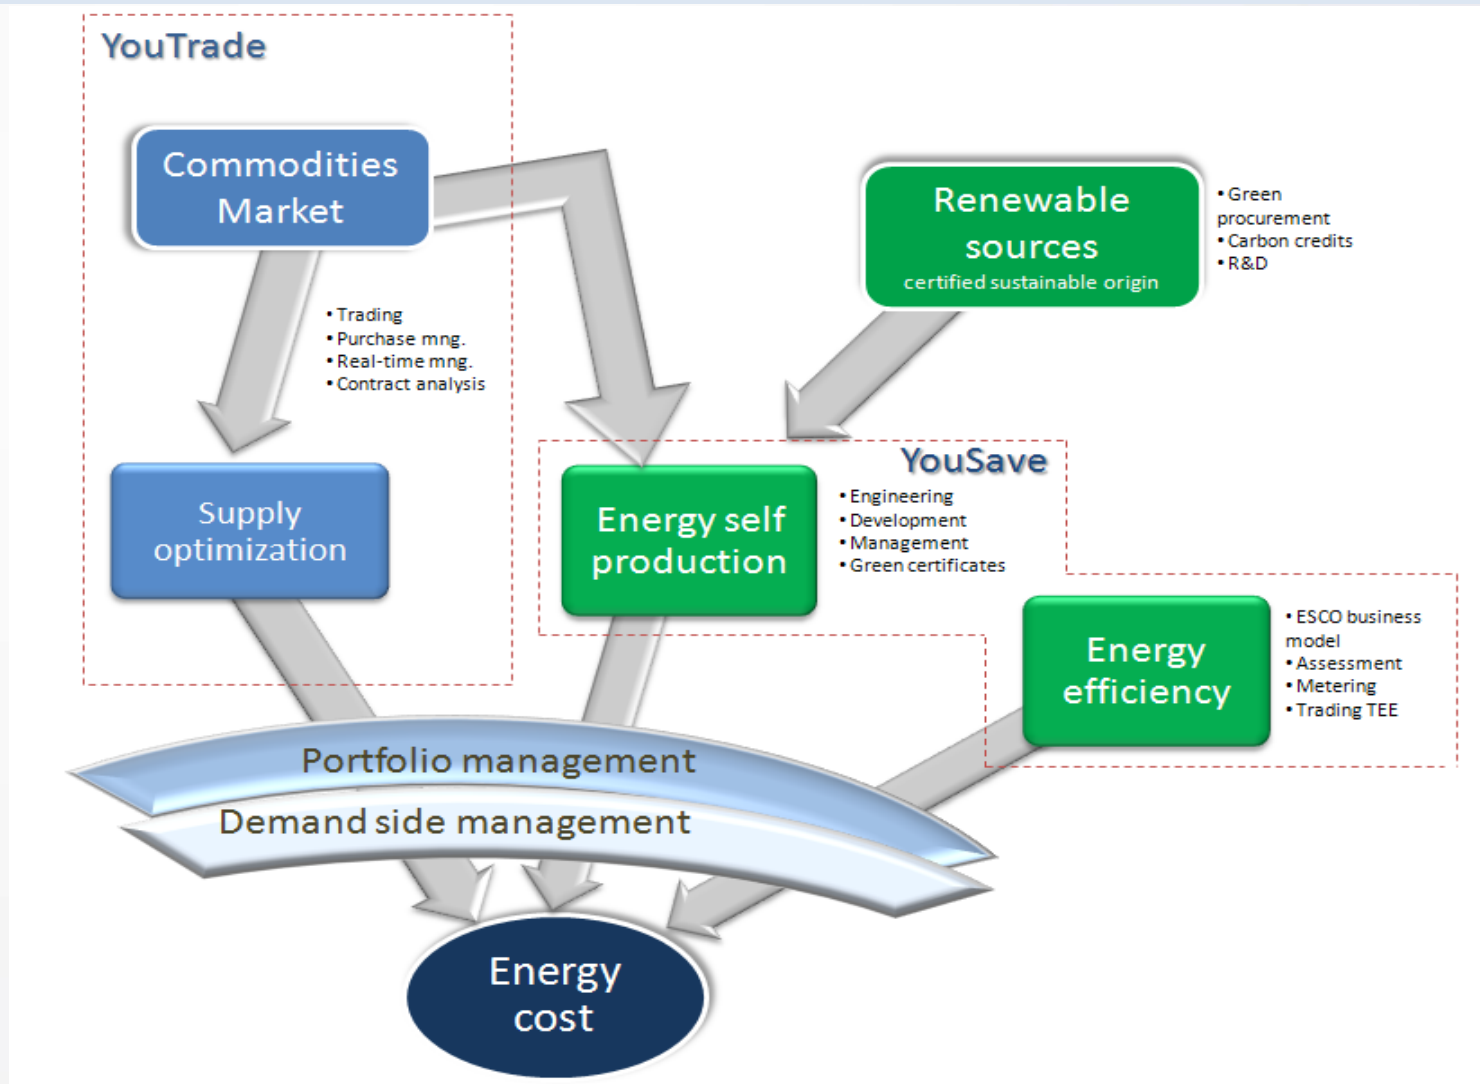 YouTrade
Commodities
Market
• Trading
• Purchase mng.
• Real-time mng.
• Contract analysis
Supply
optimization
Renewable
sources
certified sustainable origin
• Green
procurement
• Carbon credits
• R&D
YouSave
Energy self
production
• Engineering
• Development
• Management
• Green certificates
Energy
efficiency
• ESCO business
model
• Assessment
• Metering
• Trading TEE
Portfolio management
Demand side management
Energy
cost